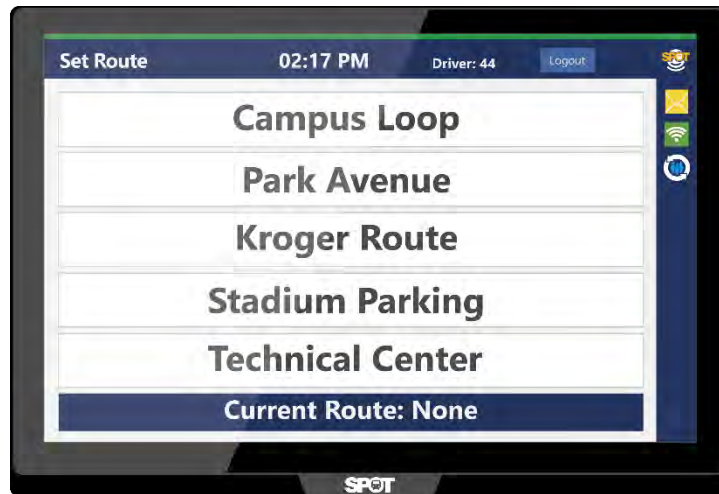 Set Route
02:17 PM
Driver: 44
Logout
SPOT
Campus Loop
Park Avenue
Kroger Route
Stadium Parking
Technical Center
Current Route: None
SPOT